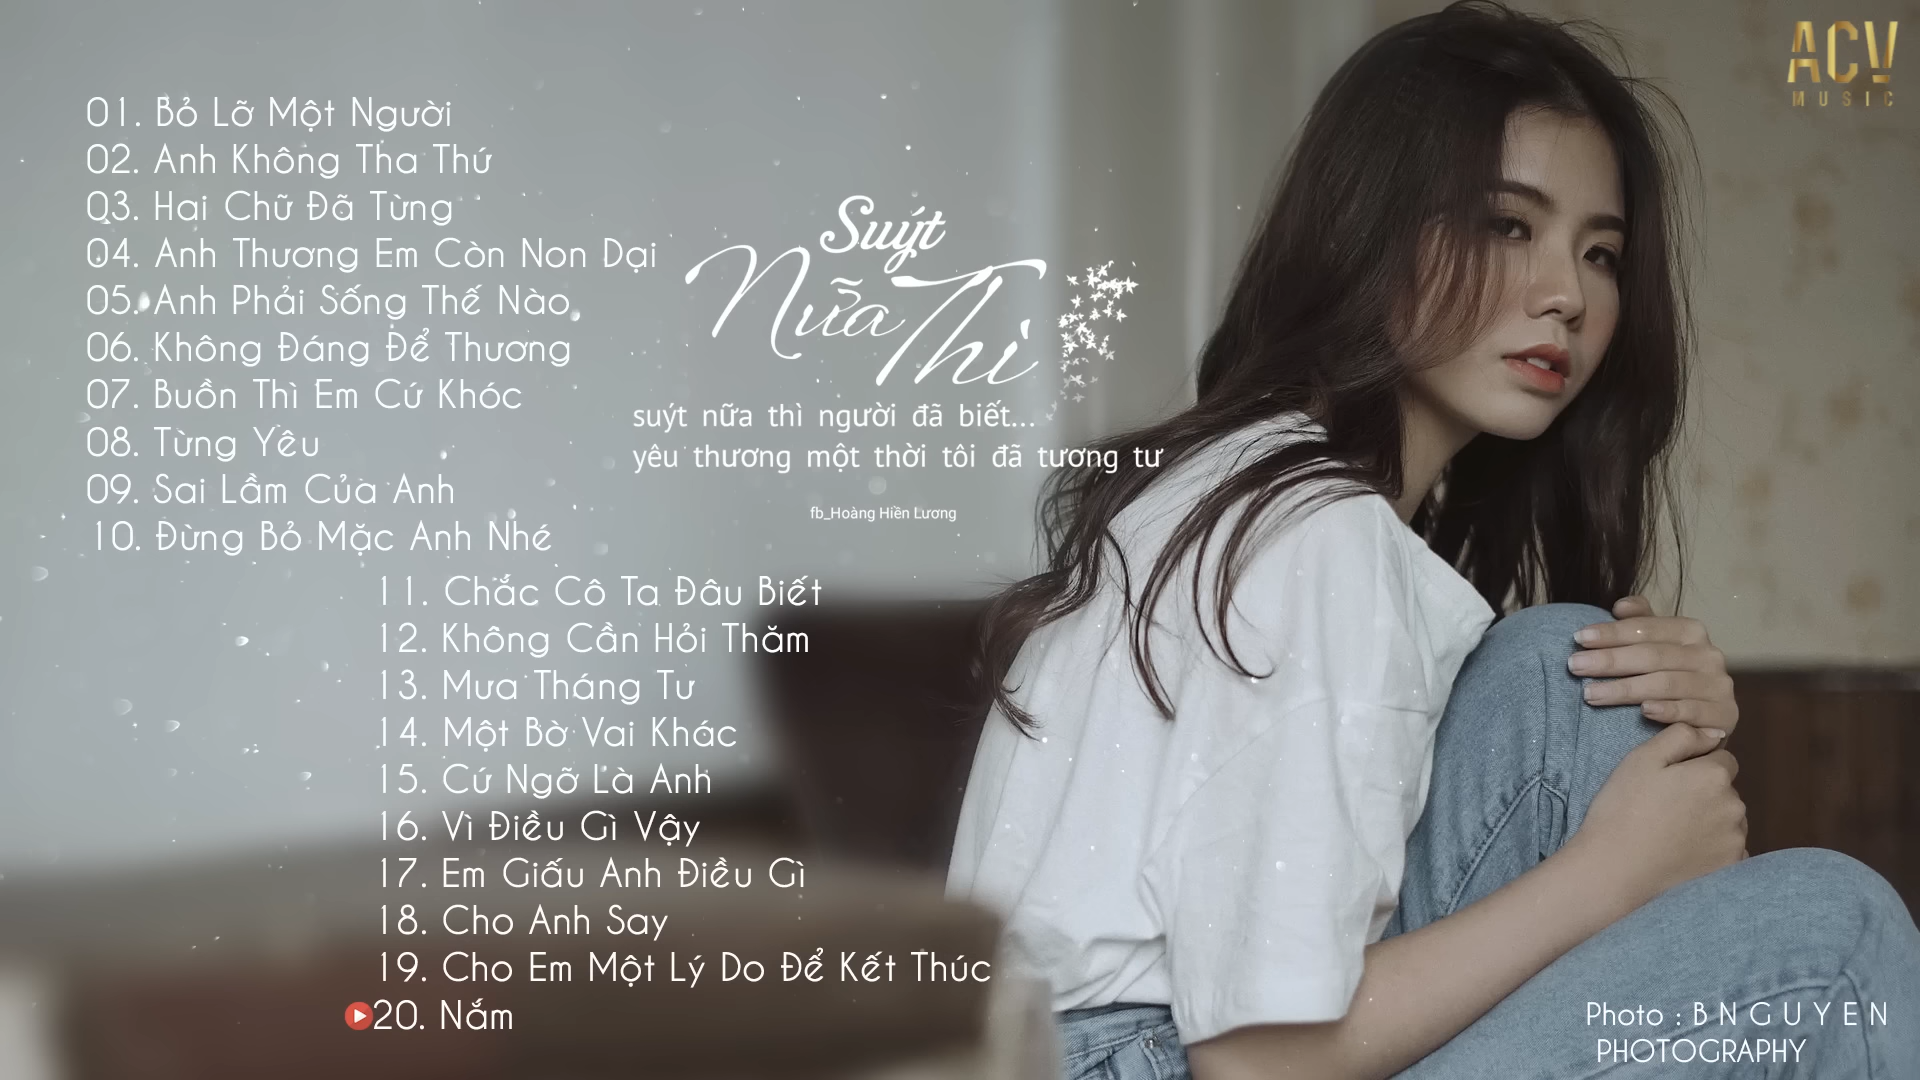 ACV
MUSIC
01. Bỏ Lỡ Một Người
02. Anh Không Tha Thứ
03. Hai Chữ Đã Từng
04. Anh Thương Em Còn Non Dại
05. Anh Phải Sống Thế Nào
06. Không Đáng Để Thương
07. Buồn Thì Em Cứ Khóc
08. Từng Yêu
09. Sai Lầm Của Anh
10. Đừng Bỏ Mặc Anh Nhé
Suýt
Nữa Thì
suýt nữa thì người đã biết...
yêu thương một thời tôi đã tương tư
fb_Hoàng Hiền Lương
11. Chắc Cô Ta Đâu Biết
12. Không Cần Hỏi Thăm
13. Mưa Tháng Tư
14. Một Bờ Vai Khác
15. Cứ Ngỡ Là Anh
16. Vì Điều Gì Vậy
17. Em Giấu Anh Điều Gì
18. Cho Anh Say
19. Cho Em Một Lý Do Để Kết Thúc
20. Nắm
Photo : B N G U Y E N
PHOTOGRAPHY